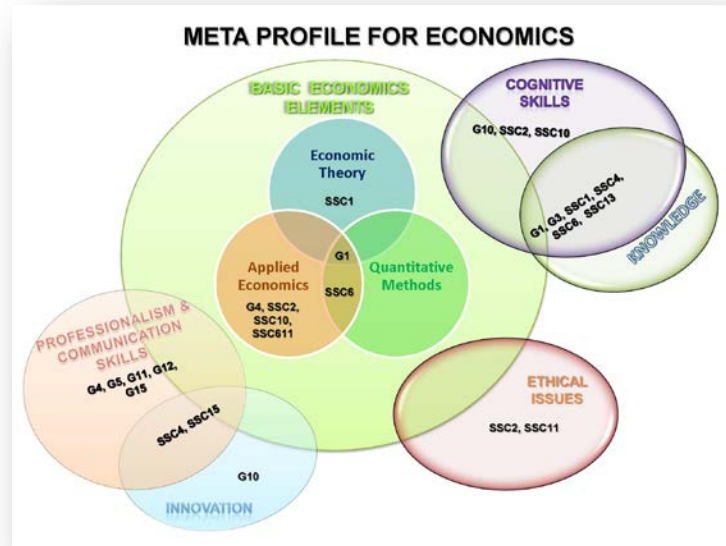 META PROFILE FOR ECONOMICS
BASIC ECONOMICS
ELEMENTS
COGNITIVE
SKILLS
G10, SSC2, SSC10
Economic
Theory
SSC1
G1, G3, SSC1, SSC4,
SSC6, SSC13
KNOWLEDGE
G1
Applied
Economics
Quantitative
Methods
SSC6
G4, SSC2,
SSC10,
SSC611
PROFESSIONALISM &
COMMUNICATION
SKILLS
G4, G5, G11, G12,
G15
ETHICAL
ISSUES
SSC2, SSC11
SSC4, SSC15
G10
INNOVATION